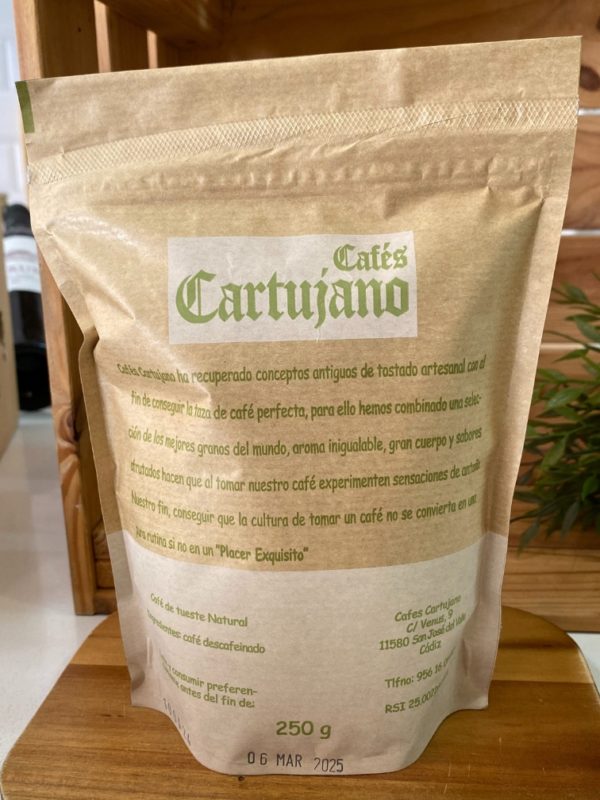 Cafés
Cartujano
Cafés Cartujano ha recuperado conceptos antiguos de tostado artesanal con el
fin de conseguir la taza de café perfecta, para ello hemos combinado una selec-
ción de los mejores granos del mundo, aroma inigualable, gran cuerpo y sabores
afrutados hacen que al tomar nuestro café experimenten sensaciones de antaño
Nuestro fin, conseguir que la cultura de tomar un café no se convierta en una
pura rutina si no en un "Placer Exquisito"
Café de tueste Natural
Ingredientes: café descafeinado
consumir preferen-
antes del fin de:
Cafes Cartujano
C/ Venus, 9
11580 San José del Valle
Cádiz
Tlfno: 956 16
RSI 25.002
250 g
06 MAR 2025